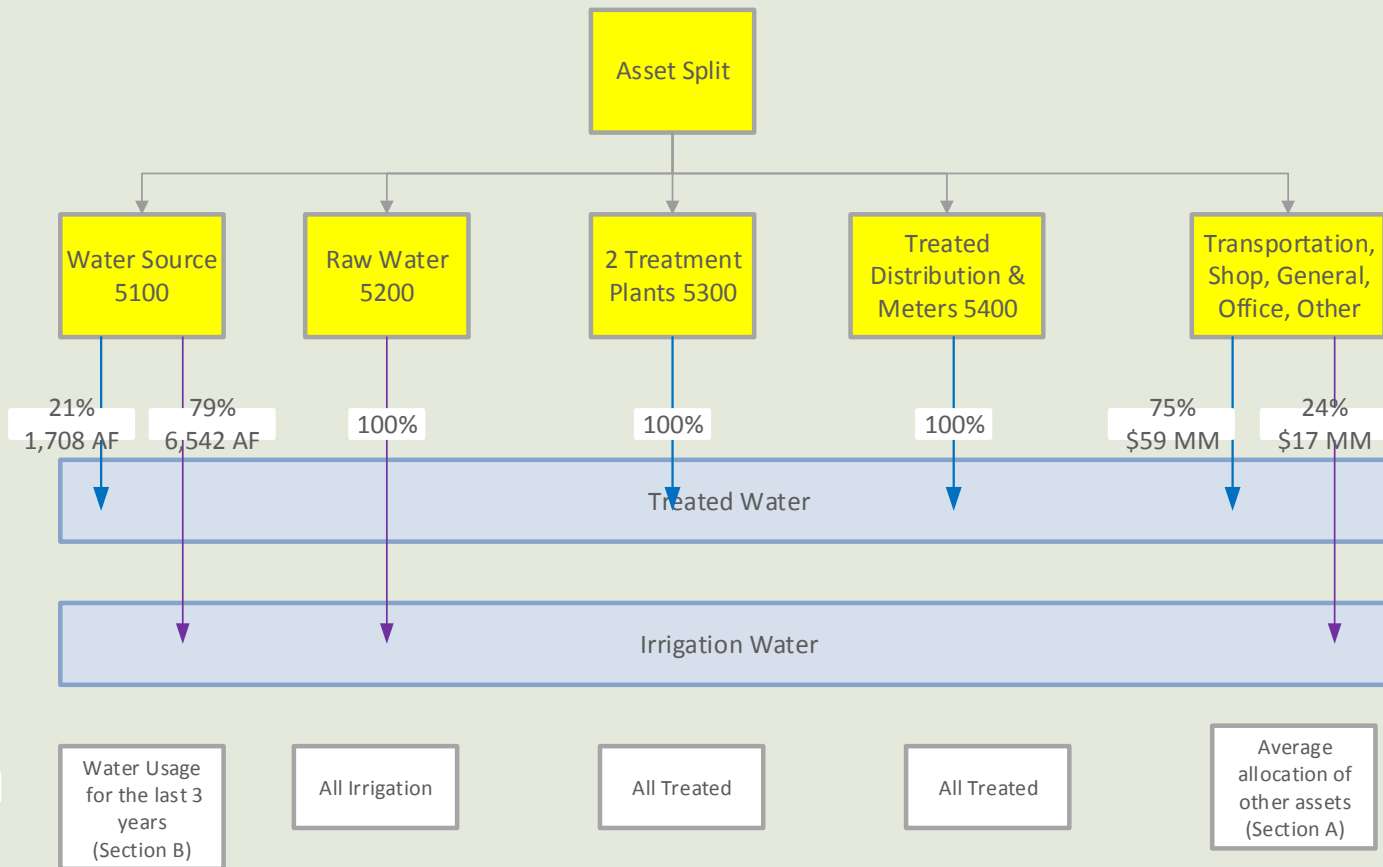 Asset Split
Water Source
5100
Raw Water
5200
2 Treatment
Plants 5300
Treated
Distribution &
Meters 5400
Transportation,
Shop, General,
Office, Other
21%
1,708 AF
79%
6,542 AF
100%
100%
100%
75%
$59 MM
24%
$17 MM
Treated Water
Irrigation Water
Water Usage
for the last 3
years
(Section B)
All Irrigation
All Treated
All Treated
Average
allocation of
other assets
(Section A)